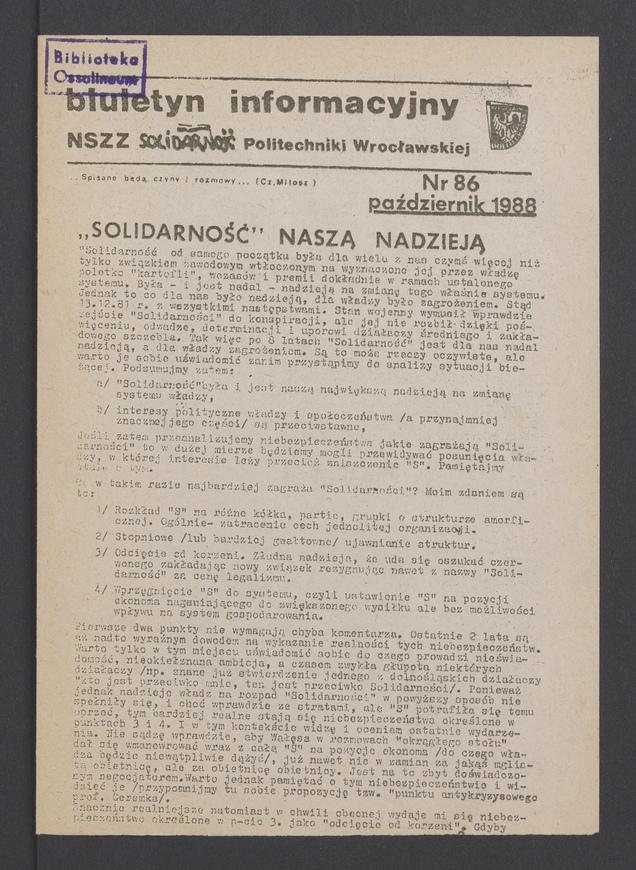 Biblioteka
Ossolineum
biuletyn informacyjny
NSZZ SOLIDARNOŚĆ Politechniki Wrocławskiej
..Spisane będą czyny i rozmowy...(Cz.Miłosz)
Nr 86
październik 1988
„SOLIDARNOŚĆ" NASZĄ NADZIEJĄ
"Solidarność od samego początku była dla wielu z nas czymś więcej niż
tylko związkiem zawodowym wtłoczonym na wyznaczone jej przez władzę
poletko "kartofli", wczasów i premii dokładnie w ramach ustalonego
systemu. Była - i jest nadal - nadzieją na zmianę tego właśnie systemu.
Jednak to co dla nas było nadzieją, dla władzy było zagrożeniem. Stąd
13.12.81 r. z wszystkimi następstwami. Stan wojenny wymusił wprawdzie
zejście "Solidarności" do konspiracji, ale jej nie rozbił dzięki poś-
więceniu, odwadze, determinacji i uporowi działaczy średniego i zakła-
dowego szczebla. Tak więc po 8 latach "Solidarność" jest dla nas nadal
nadzieją, a dla władzy zagrożeniem. Są to może rzeczy oczywiste, ale
warto je sobie uświadomić zanim przystąpimy do analizy sytuacji bie-
żącej. Podsumujmy zatem:
a/ "Solidarność"była i jest naszą największą nadzieją na zmianę
systemu władzy,
b/ interesy polityczne władzy i społeczeństwa /a przynajmniej
znacznej jego części/ są przeciwstawne,
Jeśli zatem przeanalizujemy niebezpieczeństwa jakie zagrażają "Soli-
darności" to w dużej mierze będziemy mogli przewidywać posunięcia wła-
dzy, w której interesie leży przecież zniszczenie "S". Pamiętajmy
stale o tym.
Co w takim razie najbardziej zagraża "Solidarności"? Moim zdaniem są
to:
1/ Rozkład "S" na różne kółka, partie, grupki o strukturze amorfi-
cznej. Ogólnie- zatracenie cech jednolitej organizacji.
2/ Stopniowe /lub bardziej gwałtowne/ ujawnianie struktur.
3/ Odcięcie od korzeni. Złudna nadzieja, że uda się oszukać czer-
wonego zakładając nowy związek rezygnując nawet z nazwy "Soli-
darność" za cenę legalizmu.
4/ Wprzęgnięcie "S" do systemu, czyli ustawienie "S" na pozycji
ekonoma naganiającego do zwiększonego wysiłku ale bez możliwości
wpływu na system gospodarowania.
Pierwsze dwa punkty nie wymagają chyba komentarza. Ostatnie 2 lata są
aż nadto wyraźnym dowodem na wykazanie realności tych niebezpieczeństw.
Warto tylko w tym miejscu uświadomić sobie do czego prowadzi nieświa-
domość, nieokiełznana ambicja, a czasem zwykła głupota niektórych
działaczy /np. znane już stwierdzenie jednego z dolnośląskich działaczy
"kto jest przeciwko mnie, ten jest przeciwko Solidarności/. Ponieważ
jednak nadzieje władz na rozpad "Solidarności" w powyższy sposób nie
spełniły się, i choć wprawdzie ze stratami, ale "S" potrafiła się temu
oprzeć, tym bardziej realne stają się niebezpieczeństwa określone w
punktach 3 i 4. I w tym kontekście widzę i oceniam ostatnie wydarze-
nia. Nie sądzę wprawdzie, aby Wałęsa w rozmowach "okrągłego stołu"
dał się wmanewrować wraz z całą "S" na pozycję ekonoma /do czego wła-
dza będzie niewątpliwie dążyć/, już nawet nie w zamian za jakąś mglis-
tą obietnicę, ale za obietnicę obietnicy. Jest na to zbyt doświadczo-
nym negocjatorem.Warto jednak pamiętać o tym niebezpieczeństwie i wi-
dzieć je /przypomnijmy tu sobie propozycję tzw. "punktu antykryzysowego
prof. Geremka/.
Znacznie realniejsze natomiast w chwili obecnej wydaje mi się niebez-
pieczeństwo określone w p-cie 3. jako "odcięcie od korzeni". Gdyby